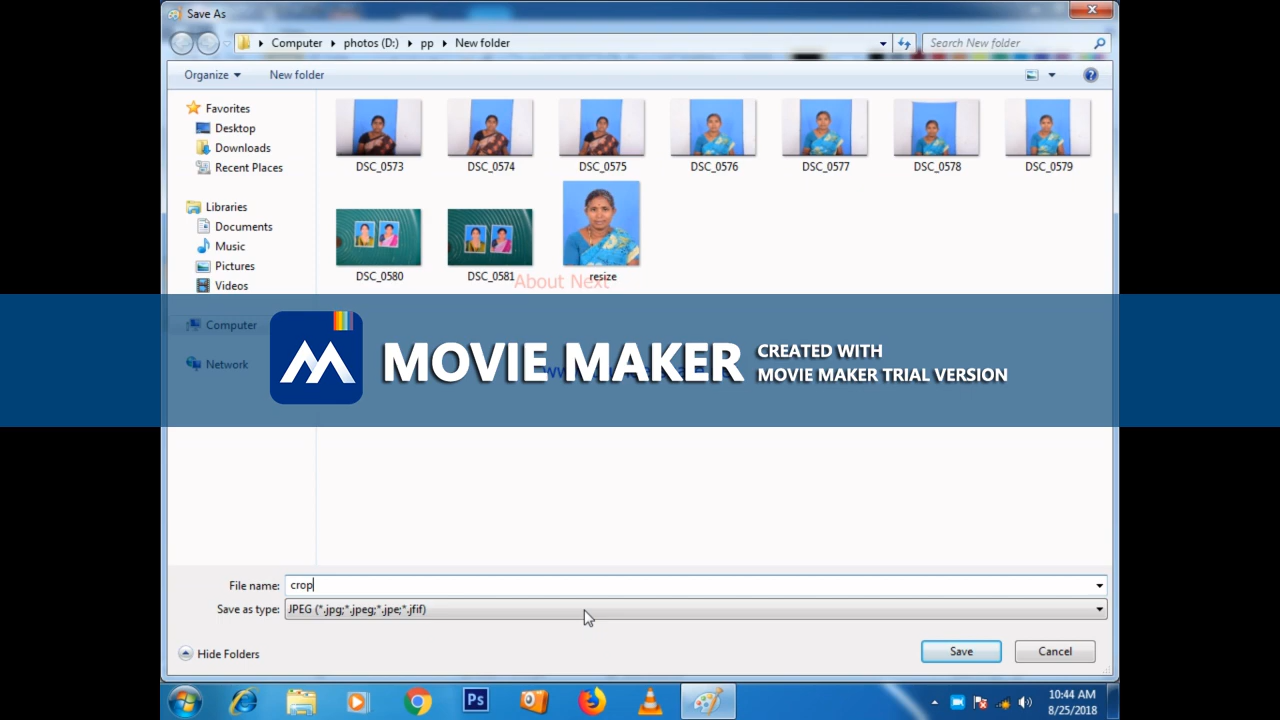 Save As
Computer
photos (D:)
pp
New folder
Search New folder
Organize
New folder
Favorites
Desktop
Downloads
Recent Places
Libraries
Documents
Music
Pictures
Videos
Computer
Network
DSC_0573
DSC_0574
DSC_0575
DSC_0576
DSC_0577
DSC_0578
DSC_0579
DSC_0580
DSC_0581
resize
About Next
MOVIE MAKER
CREATED WITH
MOVIE MAKER TRIAL VERSION
File name:
crop
Save as type:
JPEG (*.jpg;*.jpeg;*.jpe;*.jfif)
Hide Folders
Save
Cancel
Ps
10:44 AM
8/25/2018